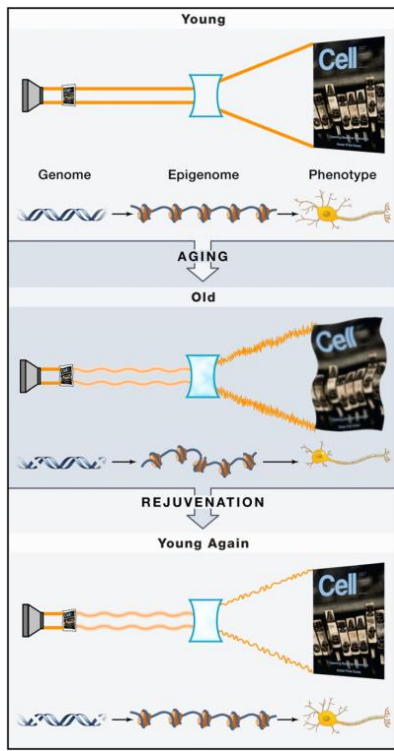 Young
Cell
Genome
Epigenome
Phenotype
AGING
Old
Cell
REJUVENATION
Young Again
Cell